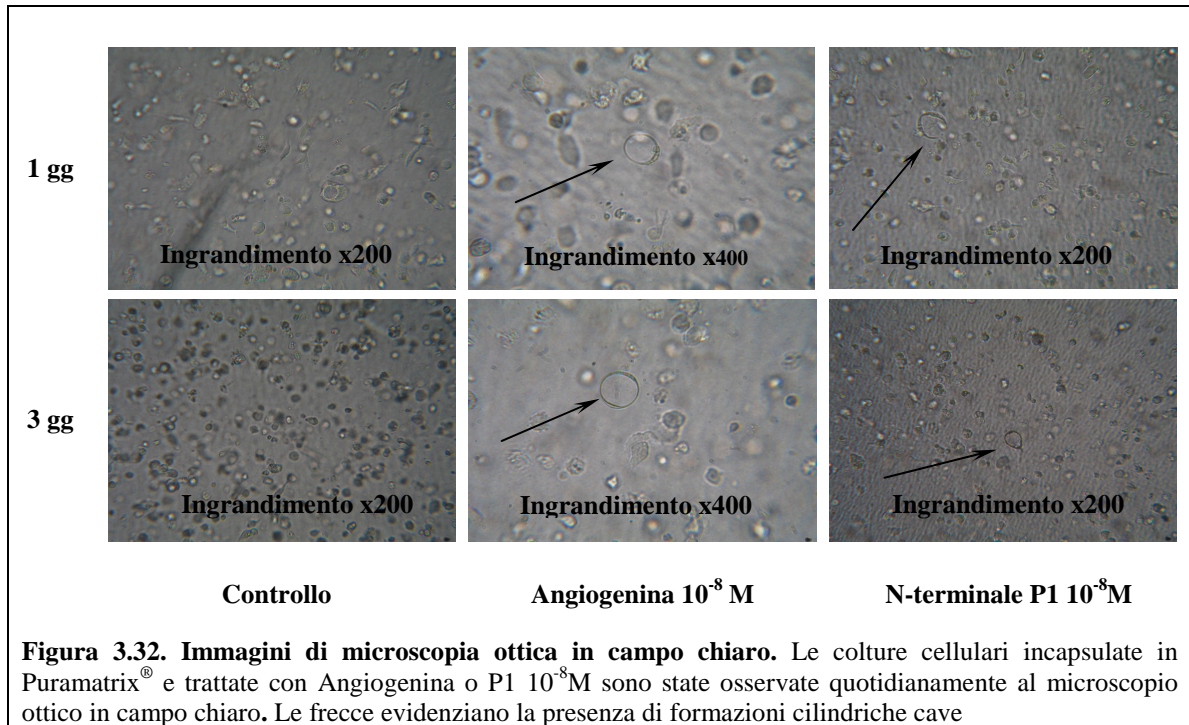 1 gg
Ingrandimento x200
Ingrandimento x400
Ingrandimento x200
3 gg
Ingrandimento x200
Ingrandimento x400
Ingrandimento x200
Controllo
Angiogenina 10⁻⁸ M
N-terminale P1 10⁻⁸M
Figura 3.32. Immagini di microscopia ottica in campo chiaro. Le colture cellulari incapsulate in
Puramatrix® e trattate con Angiogenina o P1 10⁻⁸M sono state osservate quotidianamente al microscopio
ottico in campo chiaro. Le frecce evidenziano la presenza di formazioni cilindriche cave